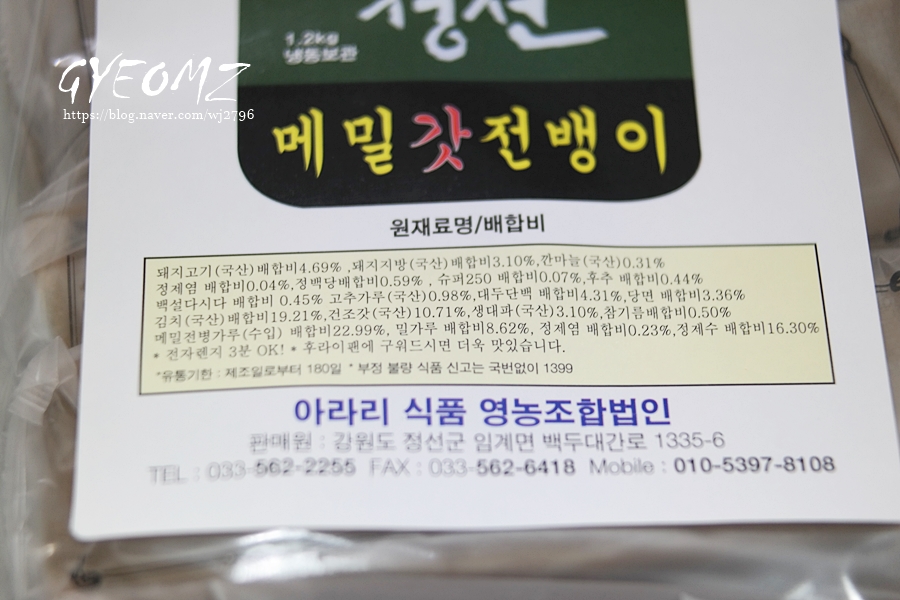 정선
1.2kg
냉동보관
GYEOMZ
https://blog.naver.com/wj2796
메밀갓전뱅이
원재료명/배합비
돼지고기(국산)배합비4.69% ,돼지지방(국산)배합비3.10%,깐마늘(국산)0.31%
정제염 배합비0.04%,정백당배합비0.59% , 슈퍼250 배합비0.07%,후추 배합비0.44%
백설다시다 배합비 0.45% 고추가루(국산)0.98%,대두단백 배합비4.31%,당면 배합비3.36%
김치(국산)배합비19.21%,건조갓(국산)10.71%,생대파(국산)3.10%,참기름배합비0.50%
메밀전병가루(수입) 배합비22.99%, 밀가루 배합비8.62%, 정제염 배합비0.23%,정제수 배합비16.30%
* 전자렌지 3분 OK! * 후라이팬에 구워드시면 더욱 맛있습니다.
*유통기한 : 제조일로부터 180일 * 부정 불량 식품 신고는 국번없이 1399
아라리 식품 영농조합법인
판매원 : 강원도 정선군 임계면 백두대간로 1335-6
TEL : 033-562-2255 FAX : 033-562-6418 Mobile : 010-5397-8108